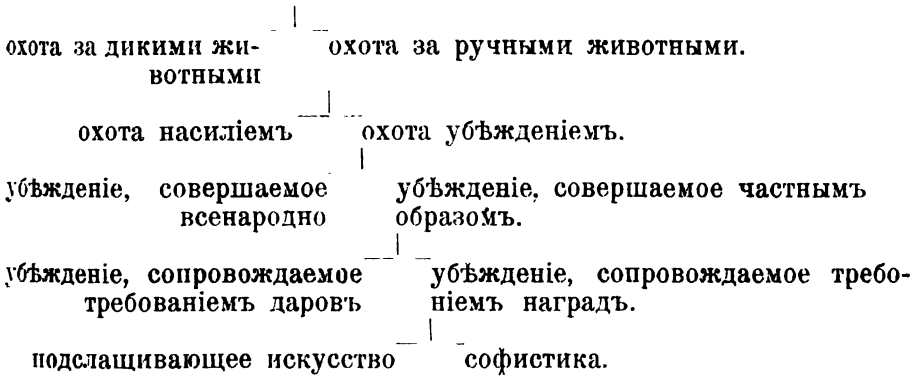 охота за дикими жи- охота за ручными животными.
вотными
охота насиліемъ охота убѣжденіемъ.
убѣжденіе, совершаемое убѣжденіе, совершаемое частнымъ
всенародно образомъ.
убѣжденіе, сопровождаемое убѣжденіе, сопровождаемое требо-
требованіемъ даровъ ніемъ наградъ.
подслащивающее искусство софистика.